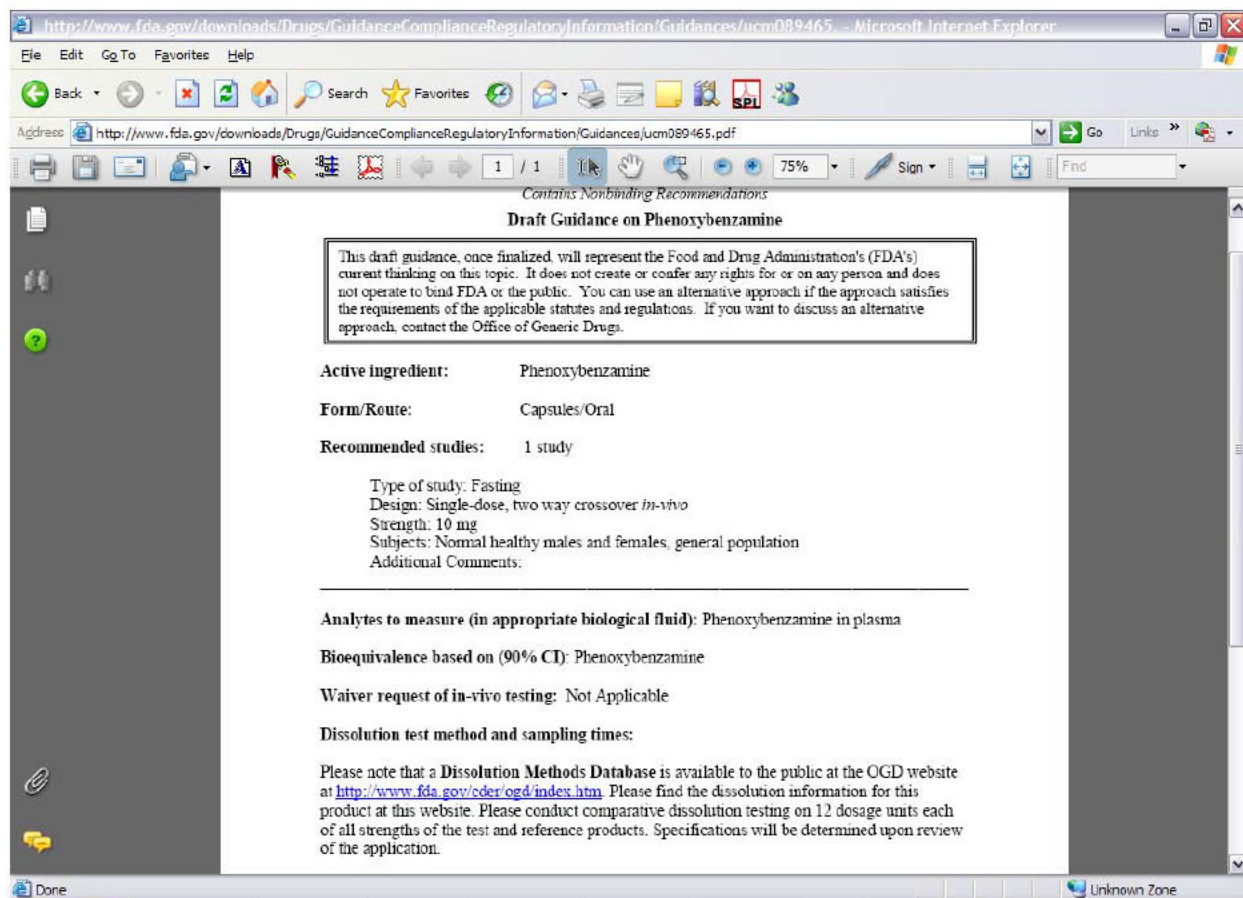 http://www.fda.gov/downloads/Drugs/GuidanceComplianceRegulatoryInformation/Guidances/ucm089465. - Microsoft Internet Explorer
File Edit Go To Favorites Help
Back Search Favorites SPL
Address http://www.fda.gov/downloads/Drugs/GuidanceComplianceRegulatoryInformation/Guidances/ucm089465.pdf Go Links »
1 / 1 75% Sign Find
Contains Nonbinding Recommendations
Draft Guidance on Phenoxybenzamine
This draft guidance, once finalized, will represent the Food and Drug Administration's (FDA's)
current thinking on this topic. It does not create or confer any rights for or on any person and does
not operate to bind FDA or the public. You can use an alternative approach if the approach satisfies
the requirements of the applicable statutes and regulations. If you want to discuss an alternative
approach, contact the Office of Generic Drugs.
Active ingredient: Phenoxybenzamine
Form/Route: Capsules/Oral
Recommended studies: 1 study
Type of study: Fasting
Design: Single-dose, two way crossover in-vivo
Strength: 10 mg
Subjects: Normal healthy males and females, general population
Additional Comments:
Analytes to measure (in appropriate biological fluid): Phenoxybenzamine in plasma
Bioequivalence based on (90% CI): Phenoxybenzamine
Waiver request of in-vivo testing: Not Applicable
Dissolution test method and sampling times:
Please note that a Dissolution Methods Database is available to the public at the OGD website
at http://www.fda.gov/cder/ogd/index.htm. Please find the dissolution information for this
product at this website. Please conduct comparative dissolution testing on 12 dosage units each
of all strengths of the test and reference products. Specifications will be determined upon review
of the application.
Done Unknown Zone